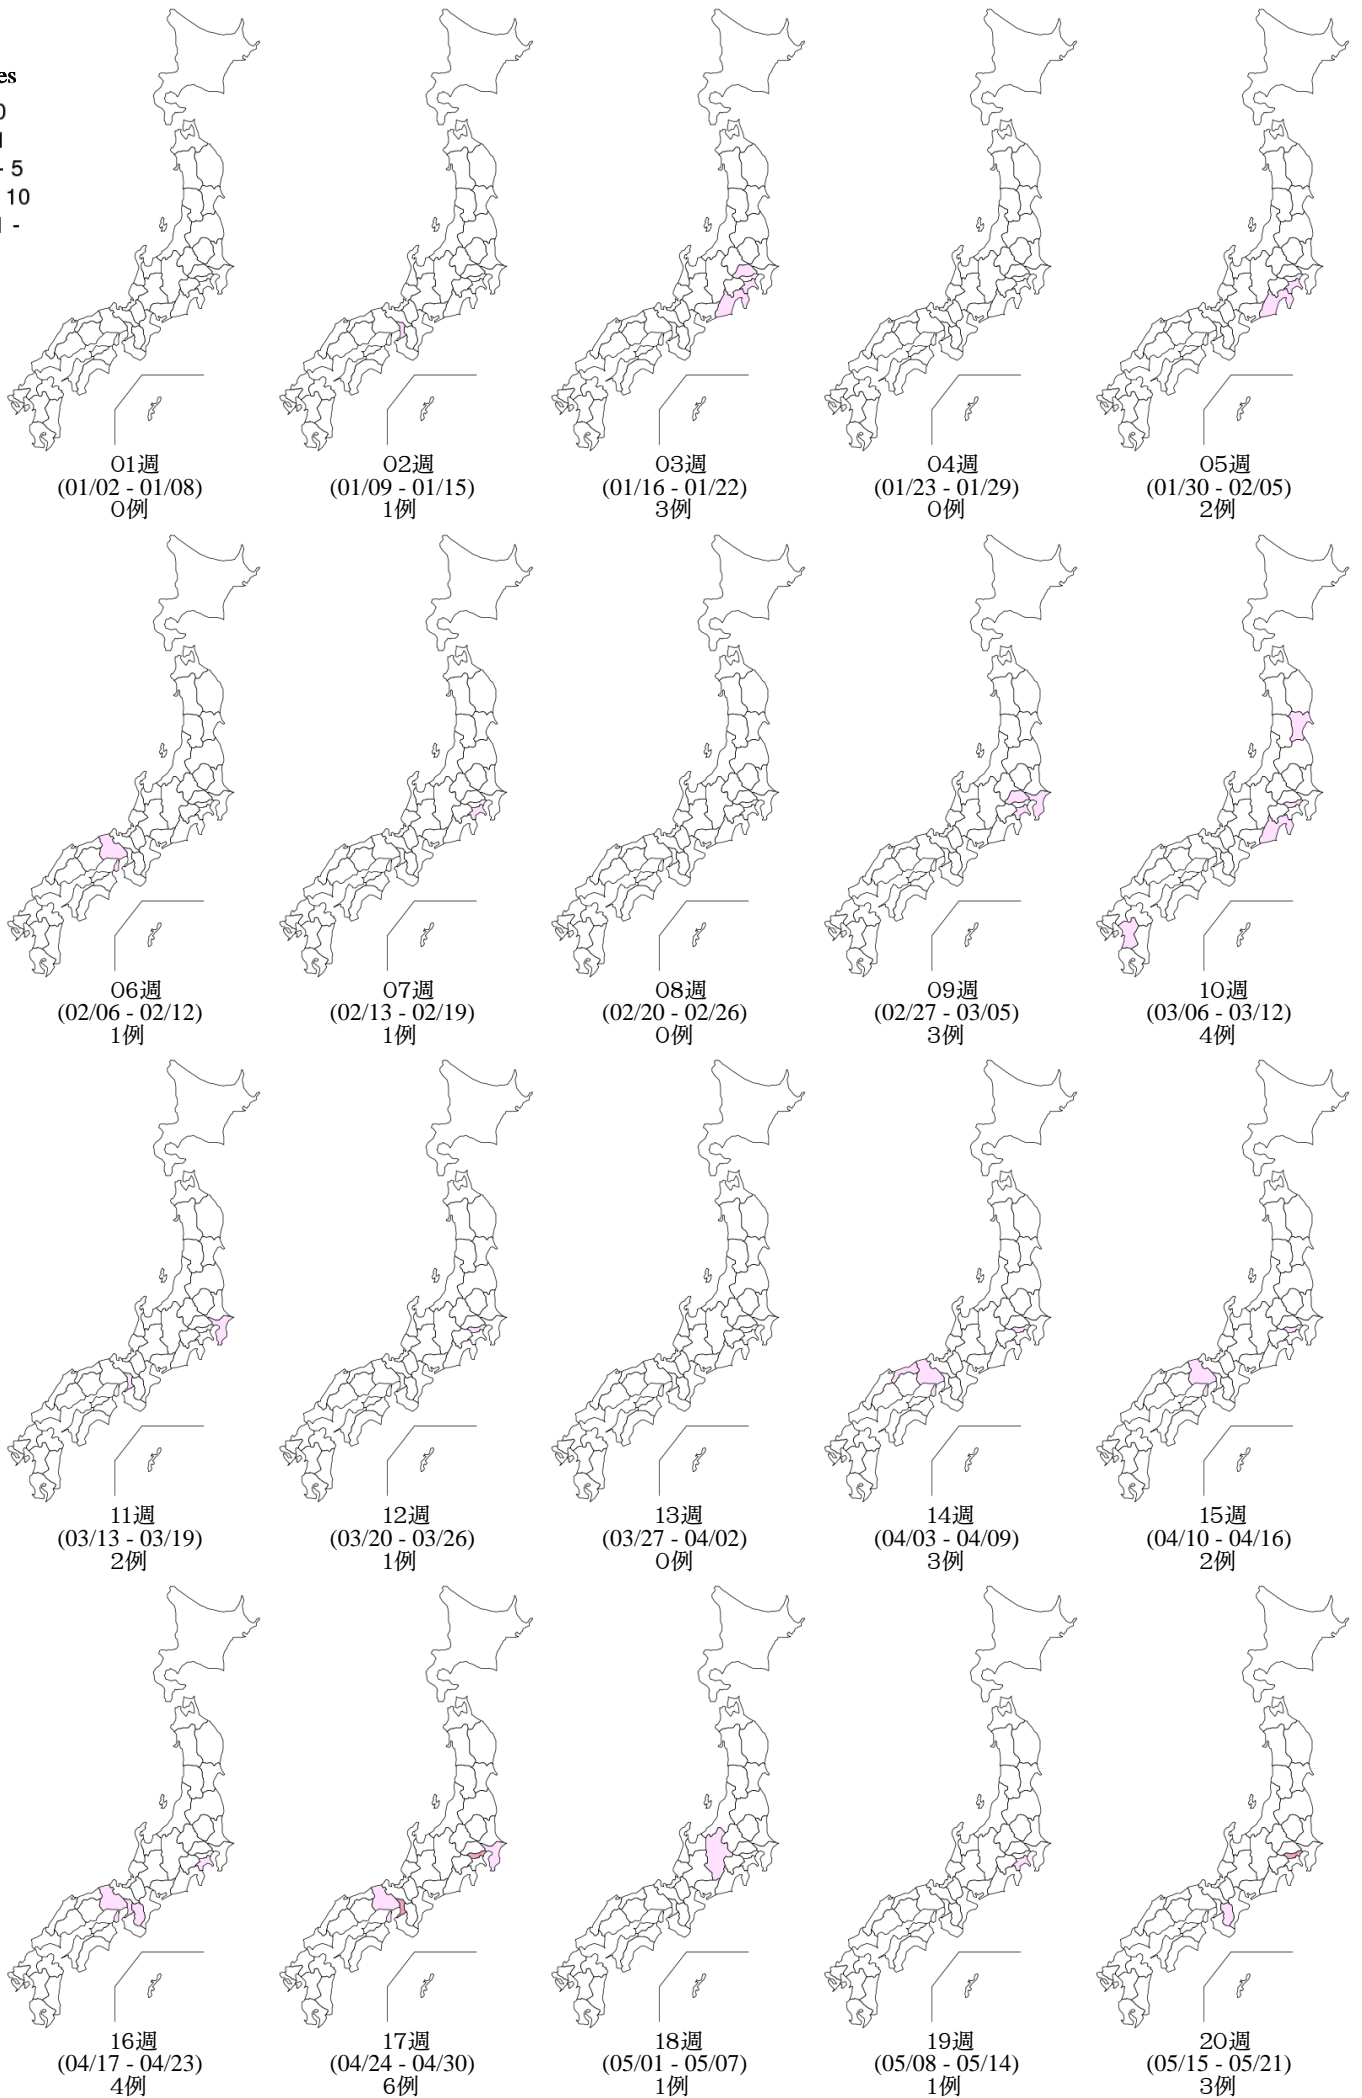 es
0
1
- 5
10
1 -
01週
(01/02 - 01/08)
0例
02週
(01/09 - 01/15)
1例
03週
(01/16 - 01/22)
3例
04週
(01/23 - 01/29)
0例
05週
(01/30 - 02/05)
2例
06週
(02/06 - 02/12)
1例
07週
(02/13 - 02/19)
1例
08週
(02/20 - 02/26)
0例
09週
(02/27 - 03/05)
3例
10週
(03/06 - 03/12)
4例
11週
(03/13 - 03/19)
2例
12週
(03/20 - 03/26)
1例
13週
(03/27 - 04/02)
0例
14週
(04/03 - 04/09)
3例
15週
(04/10 - 04/16)
2例
16週
(04/17 - 04/23)
4例
17週
(04/24 - 04/30)
6例
18週
(05/01 - 05/07)
1例
19週
(05/08 - 05/14)
1例
20週
(05/15 - 05/21)
3例